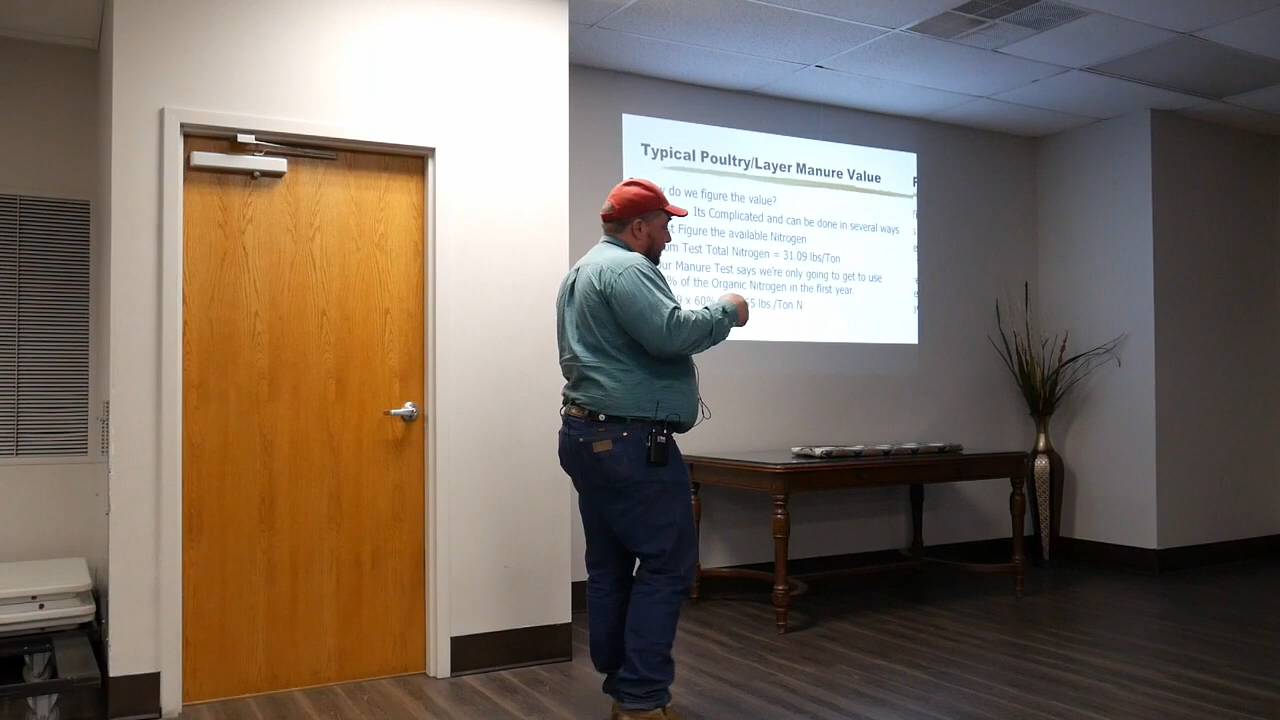 Typical Poultry/Layer Manure Value
do we figure the value?
Its Complicated and can be done in several ways
Figure the available Nitrogen
Test Total Nitrogen = 31.09 lbs/Ton
Manure Test says we're only going to get to use
of the Organic Nitrogen in the first year.
x 60% lbs /Ton N